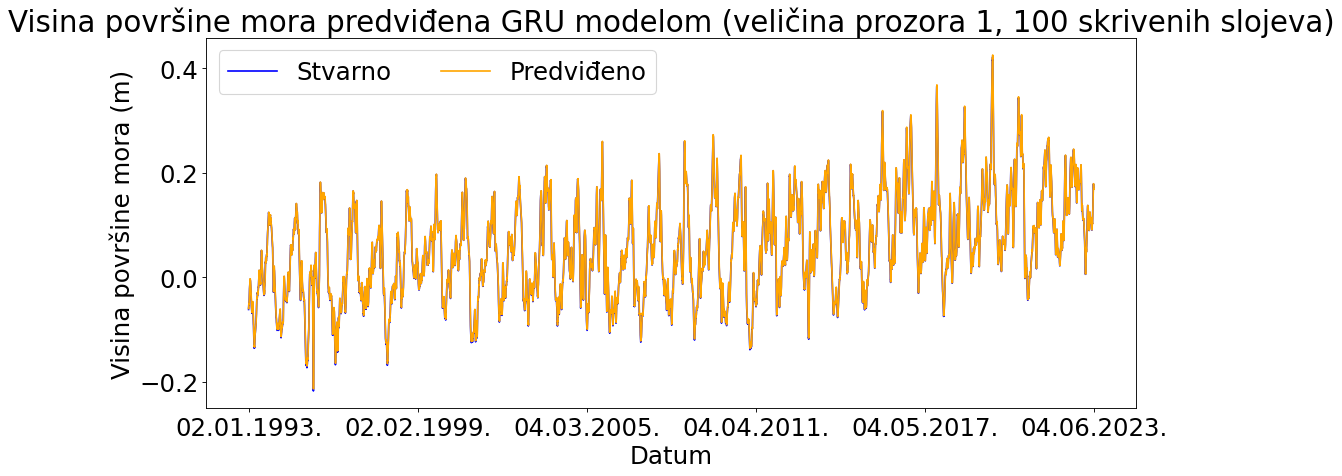 Visina površine mora predviđena GRU modelom (veličina prozora 1, 100 skrivenih slojeva)
Stvarno Predviđeno
Visina površine mora (m)
0.4
0.2
0.0
−0.2
02.01.1993. 02.02.1999. 04.03.2005. 04.04.2011. 04.05.2017. 04.06.2023.
Datum